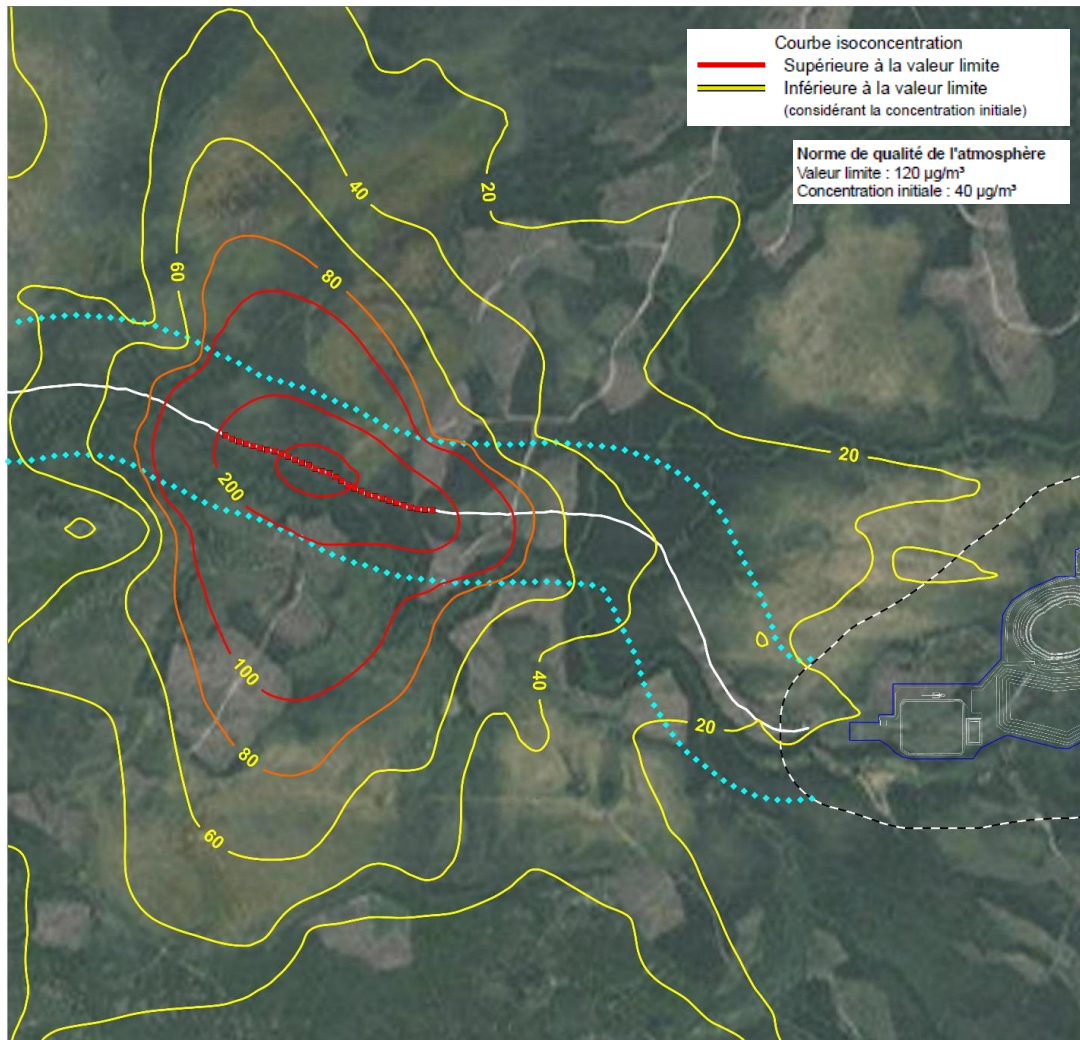 Courbe isoconcentration
Supérieure à la valeur limite
Inférieure à la valeur limite
(considérant la concentration initiale)
Norme de qualité de l'atmosphère
Valeur limite : 120 µg/m³
Concentration initiale : 40 µg/m³
40
20
60
80
20
200
100
40
20
80
60